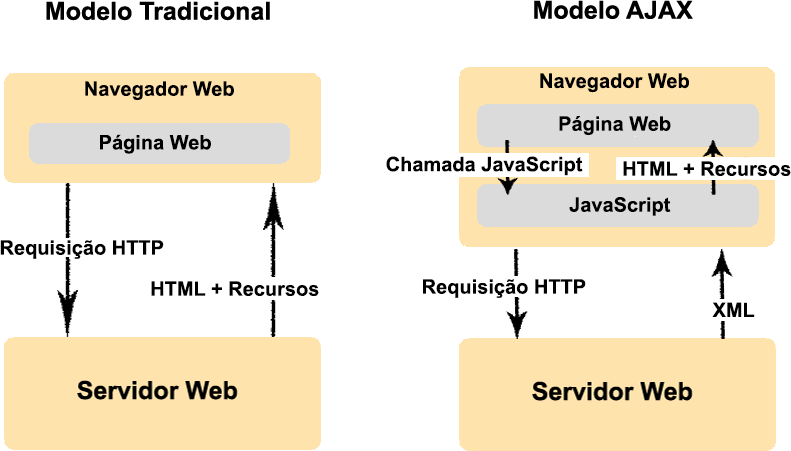 Modelo Tradicional
Navegador Web
Página Web
Requisição HTTP
HTML + Recursos
Servidor Web
Modelo AJAX
Navegador Web
Página Web
Chamada JavaScript
HTML + Recursos
JavaScript
Requisição HTTP
XML
Servidor Web